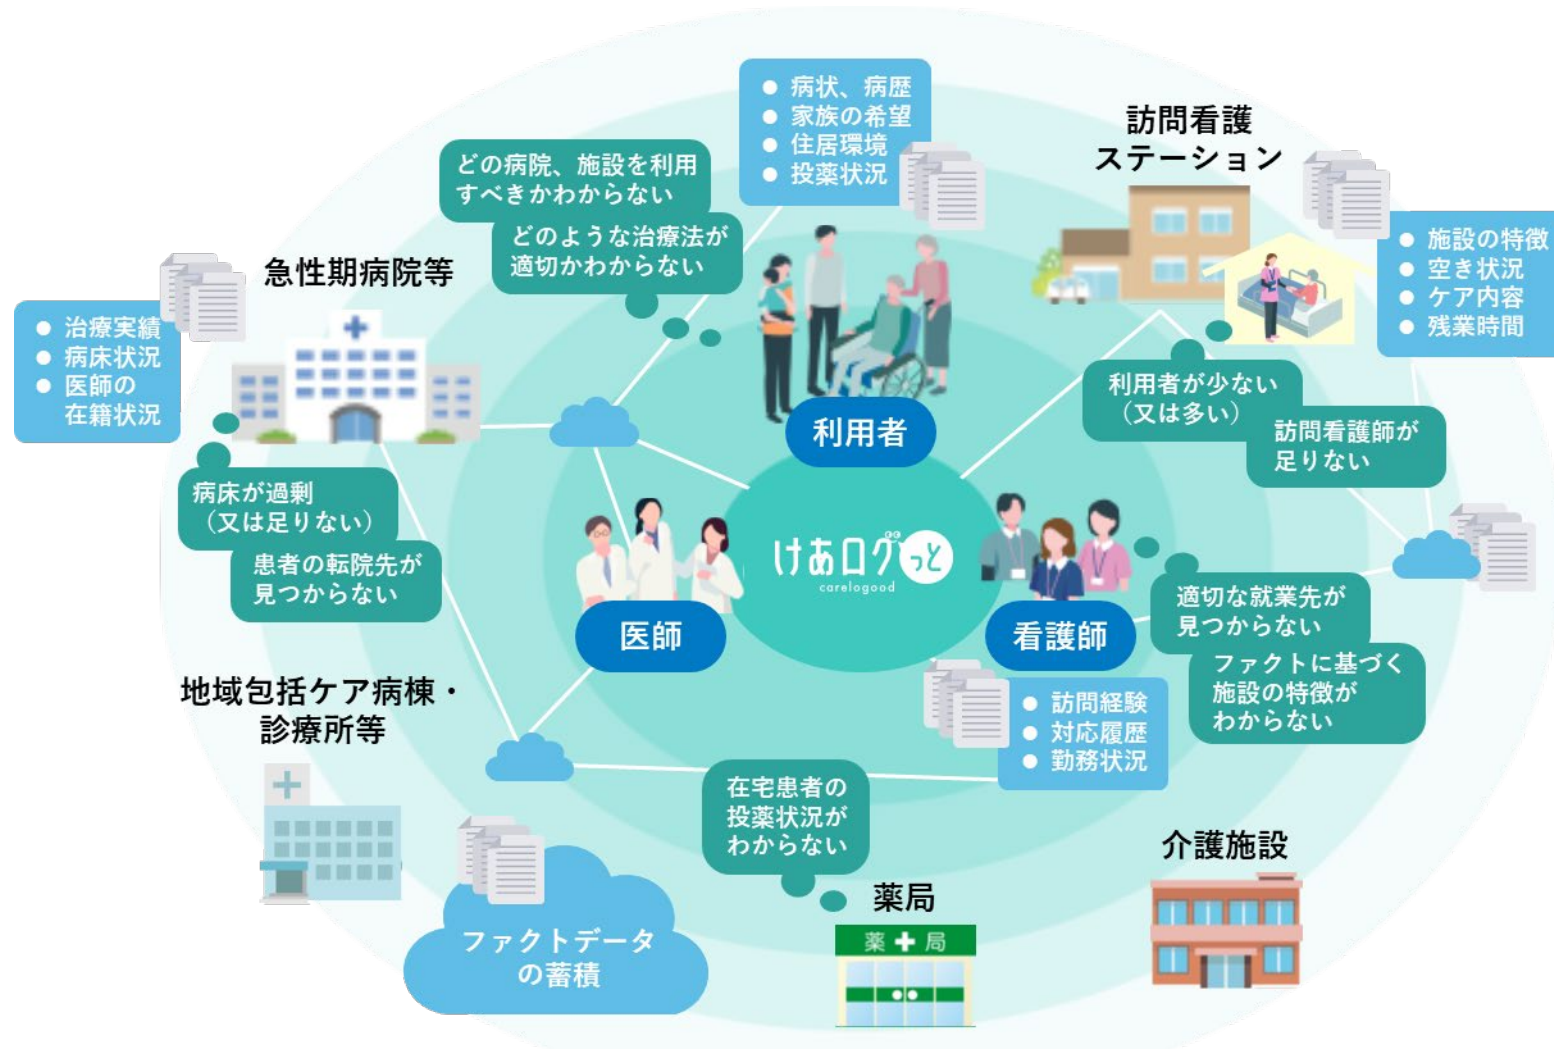 病状、病歴
家族の希望
住居環境
投薬状況
訪問看護
ステーション
どの病院、施設を利用
すべきかわからない
どのような治療法が
適切かわからない
施設の特徴
空き状況
ケア内容
残業時間
急性期病院等
治療実績
病床状況
医師の
在籍状況
利用者が少ない
（又は多い）
訪問看護師が
足りない
利用者
病床が過剰
（又は足りない）
患者の転院先が
見つからない
けあログっと
carelogood
医師
看護師
適切な就業先が
見つからない
ファクトに基づく
施設の特徴が
わからない
地域包括ケア病棟・
診療所等
訪問経験
対応履歴
勤務状況
在宅患者の
投薬状況が
わからない
介護施設
薬局
薬局
ファクトデータ
の蓄積